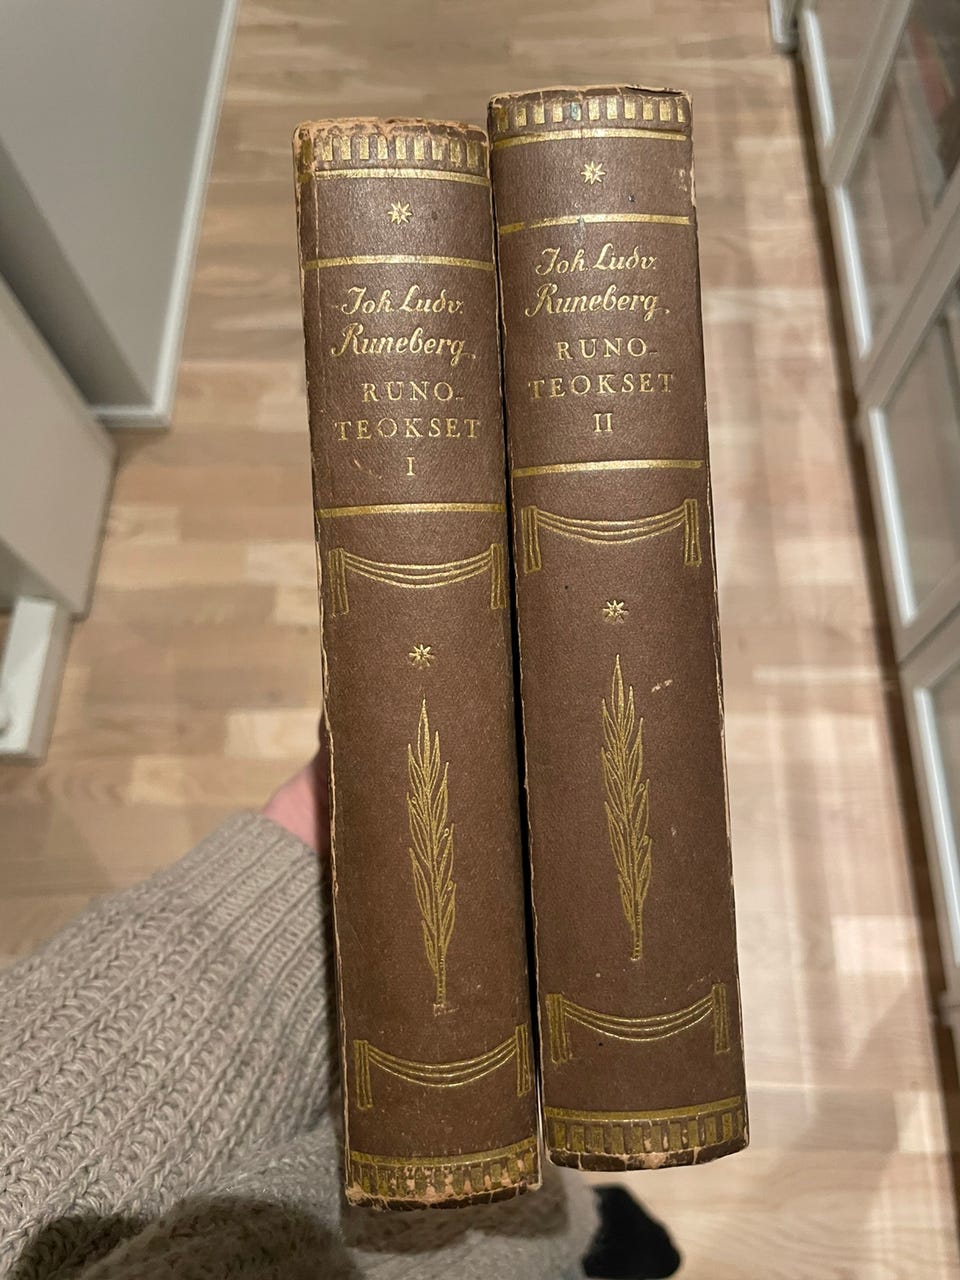 Joh. Ludv.
Runeberg.
RUNO-
TEOKSET
I
Joh. Ludv.
Runeberg.
RUNO-
TEOKSET
II